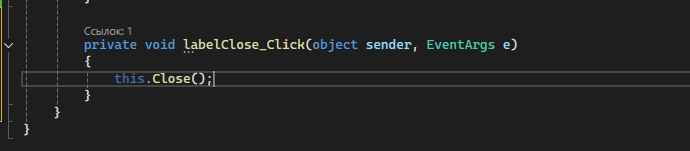 }
Ссылок: 1
private void labelClose_Click(object sender, EventArgs e)
{
this.Close();
}
}
}